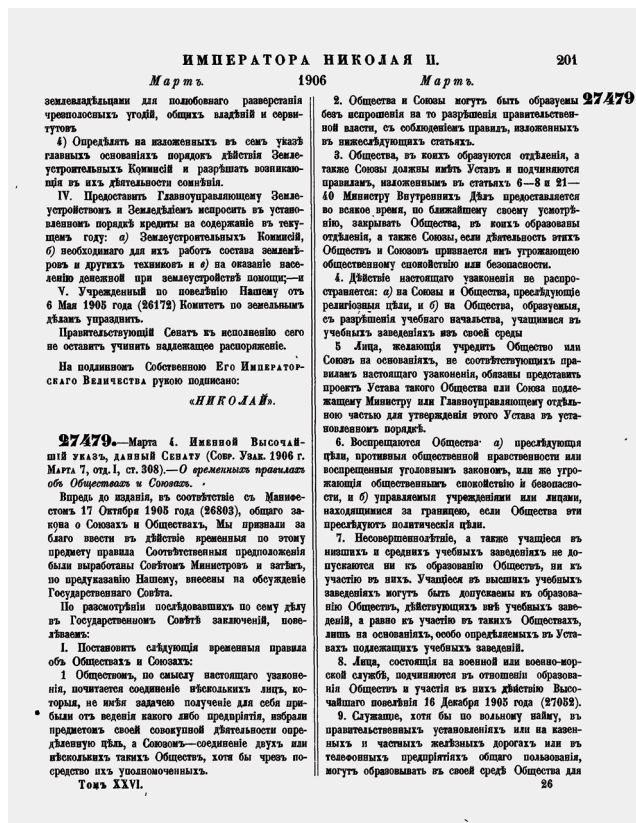 ИМПЕРАТОРА НИКОЛАЯ II.
201
Мартъ.
1906
Мартъ.
землевладѣльцами для полюбовнаго разверстанія
чрезполосныхъ угодій, общихъ владѣній и серви-
тутовъ
4) Опредѣлять на изложенныхъ въ семъ указѣ
главныхъ основаніяхъ порядокъ дѣйствія Земле-
устроительныхъ Комиссій и разрѣшать возникаю-
щія въ ихъ дѣятельности сомнѣнія.
IV. Предоставить Главноуправляющему Земле-
устройствомъ и Земледѣліемъ испросить въ уста-
новленномъ порядкѣ кредиты на содержаніе въ теку-
щемъ году: а) Землеустроительныхъ Комиссій,
б) необходимаго для ихъ работъ состава землемѣ-
ровъ и другихъ техниковъ и в) на оказаніе насе-
ленію денежной при землеустройствѣ помощи;—и
V. Учрежденный по повелѣнію Нашему отъ
6 Мая 1905 года (26172) Комитетъ по земельнымъ
дѣламъ упразднить.
Правительствующій Сенатъ къ исполненію сего
не оставитъ учинить надлежащее распоряженіе.
На подлинномъ Собственною Его Император-
скаго Величества рукою подписано:
«НИКОЛАЙ».
27479.—Марта 4. Именной Высочай-
шій указъ, данный Сенату (Собр. Узак. 1906 г.
Марта 7, отд. I, ст. 308).—О временныхъ правилахъ
объ Обществахъ и Союзахъ.
Впредь до изданія, въ соотвѣтствіе съ Манифе-
стомъ 17 Октября 1905 года (26803), общаго за-
кона о Союзахъ и Обществахъ, Мы признали за
благо ввести въ дѣйствіе временныя по этому
предмету правила Соотвѣтственныя предположенія
были выработаны Совѣтомъ Министровъ и затѣмъ,
по предуказанію Нашему, внесены на обсужденіе
Государственнаго Совѣта.
По разсмотрѣніи послѣдовавшихъ по сему дѣлу
въ Государственномъ Совѣтѣ заключеній, пове-
лѣваемъ:
I. Постановить слѣдующія временныя правила
объ Обществахъ и Союзахъ:
1 Обществомъ, по смыслу настоящаго узаконе-
нія, почитается соединеніе нѣсколькихъ лицъ, ко-
торыя, не имѣя задачею полученіе для себя при-
были отъ веденія какого либо предпріятія, избрали
предметомъ своей совокупной дѣятельности опре-
дѣленную цѣль, а Союзомъ—соединеніе двухъ или
нѣсколькихъ такихъ Обществъ, хотя бы чрезъ по-
средство ихъ уполномоченныхъ.
Томъ XXVI.
2. Общества и Союзы могутъ быть образуемы
27479
безъ испрошенія на то разрѣшенія правительствен-
ной власти, съ соблюденіемъ правилъ, изложенныхъ
въ нижеслѣдующихъ статьяхъ.
3. Общества, въ коихъ образуются отдѣленія, а
также Союзы должны имѣть Уставъ и подчиняются
правиламъ, изложеннымъ въ статьяхъ 6—8 и 21—
40 Министру Внутреннихъ Дѣлъ предоставляется
во всякое время, по ближайшему своему усмотрѣ-
нію, закрывать Общества, въ коихъ образованы
отдѣленія, а также Союзы, если дѣятельность этихъ
Обществъ и Союзовъ признается имъ угрожающею
общественному спокойствію или безопасности.
4. Дѣйствіе настоящаго узаконенія не распро-
страняется: а) на Союзы и Общества, преслѣдующіе
религіозныя цѣли, и б) на Общества, образуемыя,
съ разрѣшенія учебнаго начальства, учащимися въ
учебныхъ заведеніяхъ изъ своей среды
5 Лица, желающія учредить Общество или
Союзъ на основаніяхъ, не соотвѣтствующихъ пра-
виламъ настоящаго узаконенія, обязаны представить
проектъ Устава такого Общества или Союза подле-
жащему Министру или Главноуправляющему отдѣль-
ною частью для утвержденія этого Устава въ уста-
новленномъ порядкѣ.
6. Воспрещаются Общества· а) преслѣдующія
цѣли, противныя общественной нравственности или
воспрещенныя уголовнымъ закономъ, или же угро-
жающія общественнымъ спокойствію и безопасно-
сти, и б) управляемыя учрежденіями или лицами,
находящимися за границею, если Общества эти
преслѣдуютъ политическія цѣли.
7. Несовершеннолѣтніе, а также учащіеся въ
низшихъ и среднихъ учебныхъ заведеніяхъ не до-
пускаются ни къ образованію Обществъ, ни къ
участію въ нихъ. Учащіеся въ высшихъ учебныхъ
заведеніяхъ могутъ быть допускаемы къ образова-
нію Обществъ, дѣйствующихъ внѣ учебныхъ заве-
деній, а равно къ участію въ такихъ Обществахъ,
лишь на основаніяхъ, особо опредѣляемыхъ въ Уста-
вахъ подлежащихъ учебныхъ заведеній.
8. Лица, состоящія на военной или военно-мор-
ской службѣ, подчиняются въ отношеніи образова-
нія Обществъ и участія въ нихъ дѣйствію Высо-
чайшаго повелѣнія 16 Декабря 1905 года (27052).
9. Служащіе, хотя бы по вольному найму, въ
правительственныхъ установленіяхъ или на казен-
ныхъ и частныхъ желѣзныхъ дорогахъ или въ
телефонныхъ предпріятіяхъ общаго пользованія,
могутъ образовывать въ своей средѣ Общества для
26